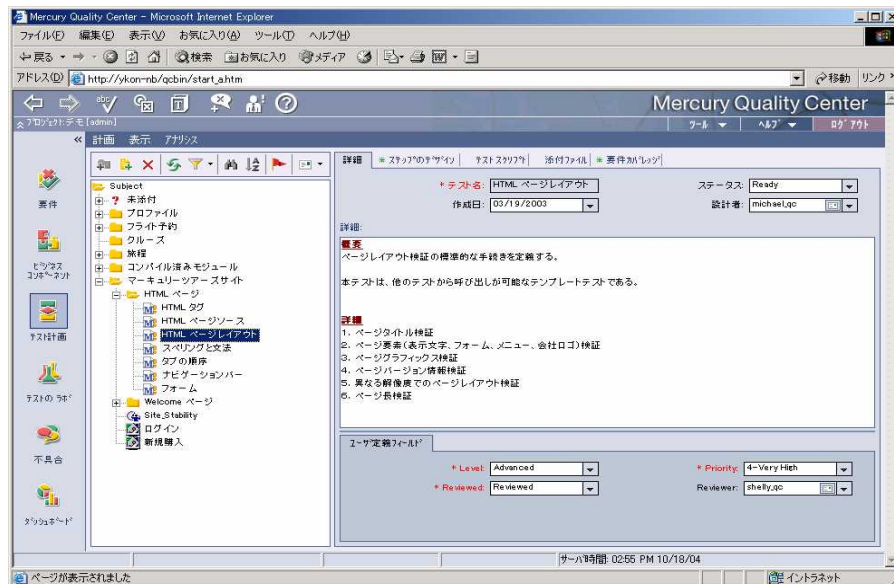 Mercury Quality Center - Microsoft Internet Explorer
ファイル(F) 編集(E) 表示(V) お気に入り(A) ツール(T) ヘルプ(H)
戻る 検索 お気に入り メディア
アドレス(D) http://ykon-nb/qcbin/start_a.htm 移動 リンク
Mercury Quality Center
プロジェクト:デモ [admin] ツール ヘルプ ログアウト
計画 表示 アナリシス
要件
ビジネス
コンポーネント
テスト計画
テストの ラボ
不具合
ダッシュボード
Subject
未添付
プロファイル
フライト予約
クルーズ
旅程
コンパイル済みモジュール
マーキュリーツアーズサイト
HTML ページ
HTML タグ
HTML ページソース
HTML ページレイアウト
スペリングと文法
タブの順序
ナビゲーションバー
フォーム
Welcome ページ
Site_Stability
ログイン
新規購入
詳細 * ステップのデザイン テスト スクリプト 添付ファイル * 要件カバレッジ
* テスト名: HTML ページレイアウト ステータス: Ready
作成日: 03/19/2003 設計者: michael_qc
詳細:
概要
ページレイアウト検証の標準的な手続きを定義する。
本テストは、他のテストから呼び出しが可能なテンプレートテストである。
詳細
1. ページタイトル検証
2. ページ要素(表示文字、フォーム、メニュー、会社ロゴ)検証
3. ページグラフィックス検証
4. ページバージョン情報検証
5. 異なる解像度でのページレイアウト検証
6. ページ長検証
ユーザ定義フィールド
* Level: Advanced * Priority: 4-Very High
* Reviewed: Reviewed Reviewer: shelly_qc
サーバ時間: 02:55 PM 10/18/04
ページが表示されました イントラネット